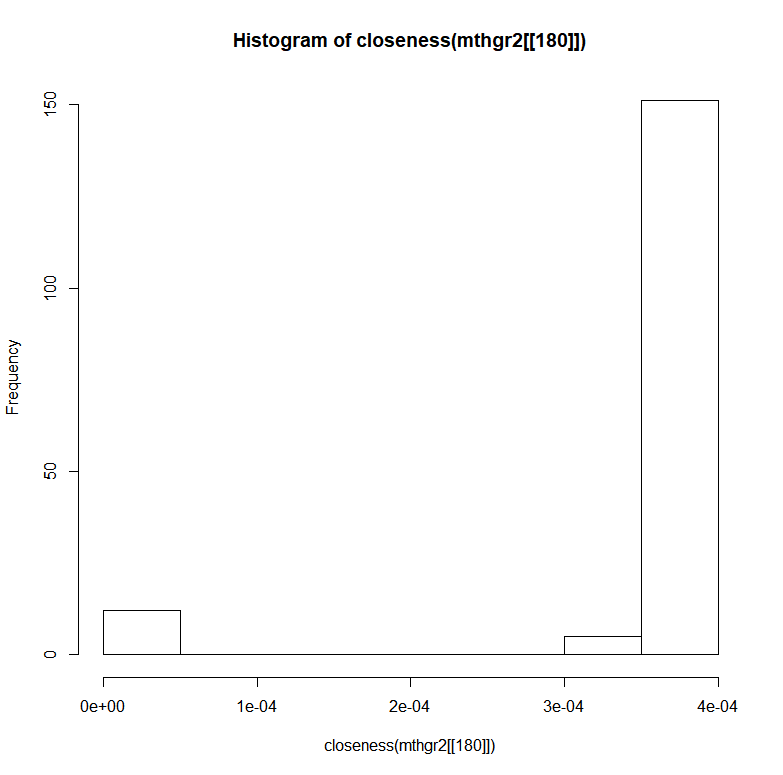 Histogram of closeness(mthgr2[[180]])
Frequency
150
100
50
0
0e+00 1e-04 2e-04 3e-04 4e-04
closeness(mthgr2[[180]])